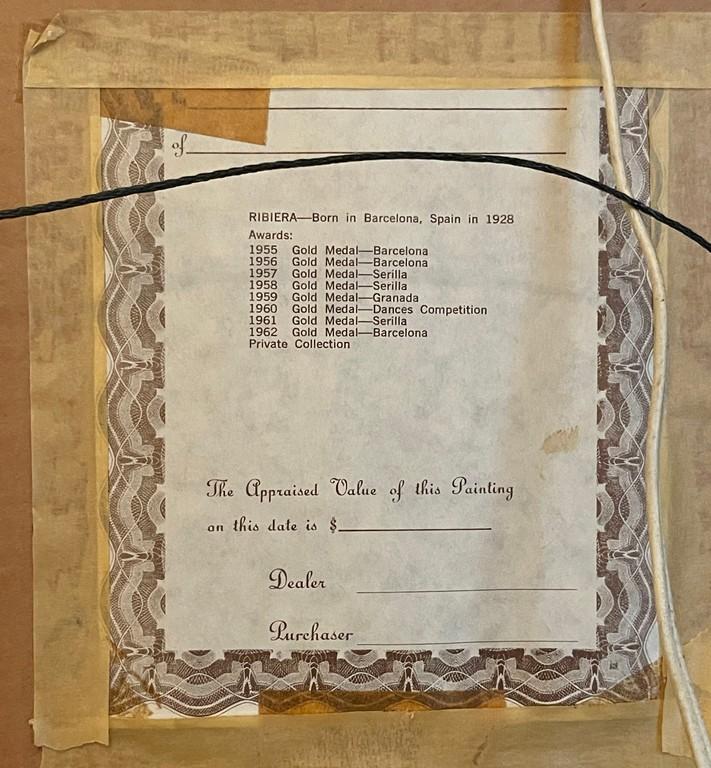 of
RIBIERA—Born in Barcelona, Spain in 1928
Awards:
1955 Gold Medal—Barcelona
1956 Gold Medal—Barcelona
1957 Gold Medal—Serilla
1958 Gold Medal—Serilla
1959 Gold Medal—Granada
1960 Gold Medal—Dances Competition
1961 Gold Medal—Serilla
1962 Gold Medal—Barcelona
Private Collection
The Appraised Value of this Painting
on this date is $
Dealer
Purchaser